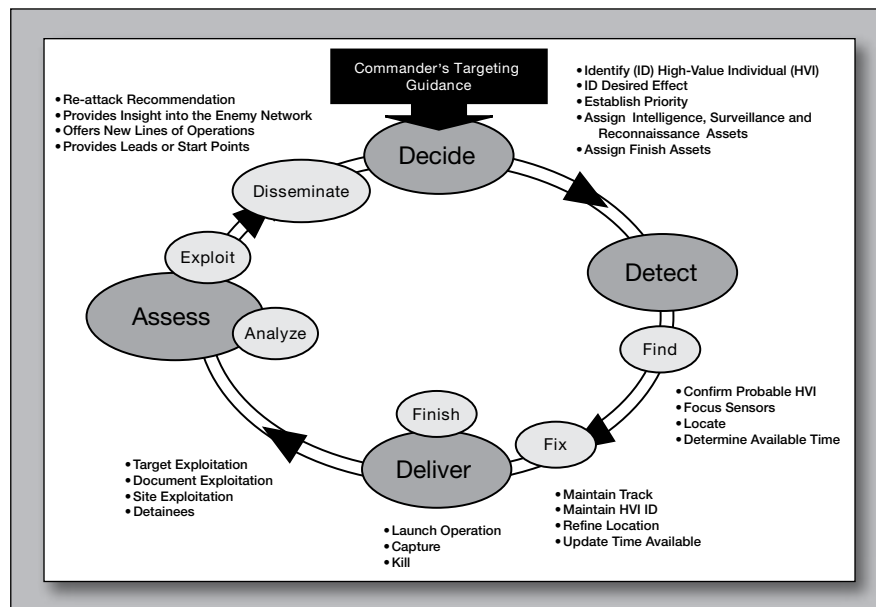 Commander's Targeting
Guidance
• Identify (ID) High-Value Individual (HVI)
• ID Desired Effect
• Establish Priority
• Assign Intelligence, Surveillance and
Reconnaissance Assets
• Assign Finish Assets
• Re-attack Recommendation
• Provides Insight into the Enemy Network
• Offers New Lines of Operations
• Provides Leads or Start Points
Decide
Disseminate
Exploit
Detect
Assess
Analyze
Find
• Confirm Probable HVI
• Focus Sensors
• Locate
• Determine Available Time
Finish
Fix
Deliver
• Target Exploitation
• Document Exploitation
• Site Exploitation
• Detainees
• Maintain Track
• Maintain HVI ID
• Refine Location
• Update Time Available
• Launch Operation
• Capture
• Kill